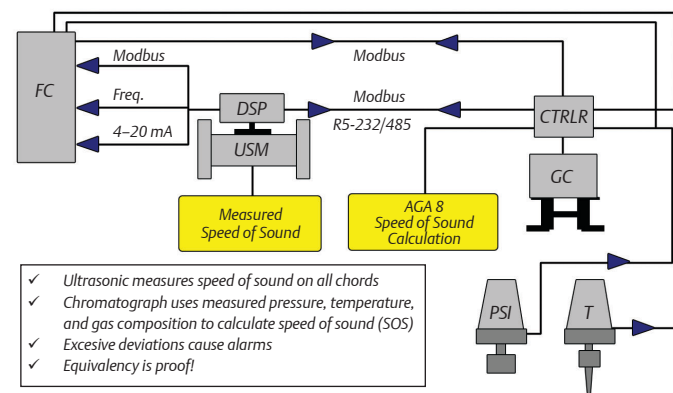 Modbus
Modbus
FC
Freq.
DSP
Modbus
CTRLR
4–20 mA
R5-232/485
USM
GC
Measured
Speed of Sound
AGA 8
Speed of Sound
Calculation
✓ Ultrasonic measures speed of sound on all chords
✓ Chromatograph uses measured pressure, temperature,
and gas composition to calculate speed of sound (SOS)
✓ Excesive deviations cause alarms
✓ Equivalency is proof!
PSI
T